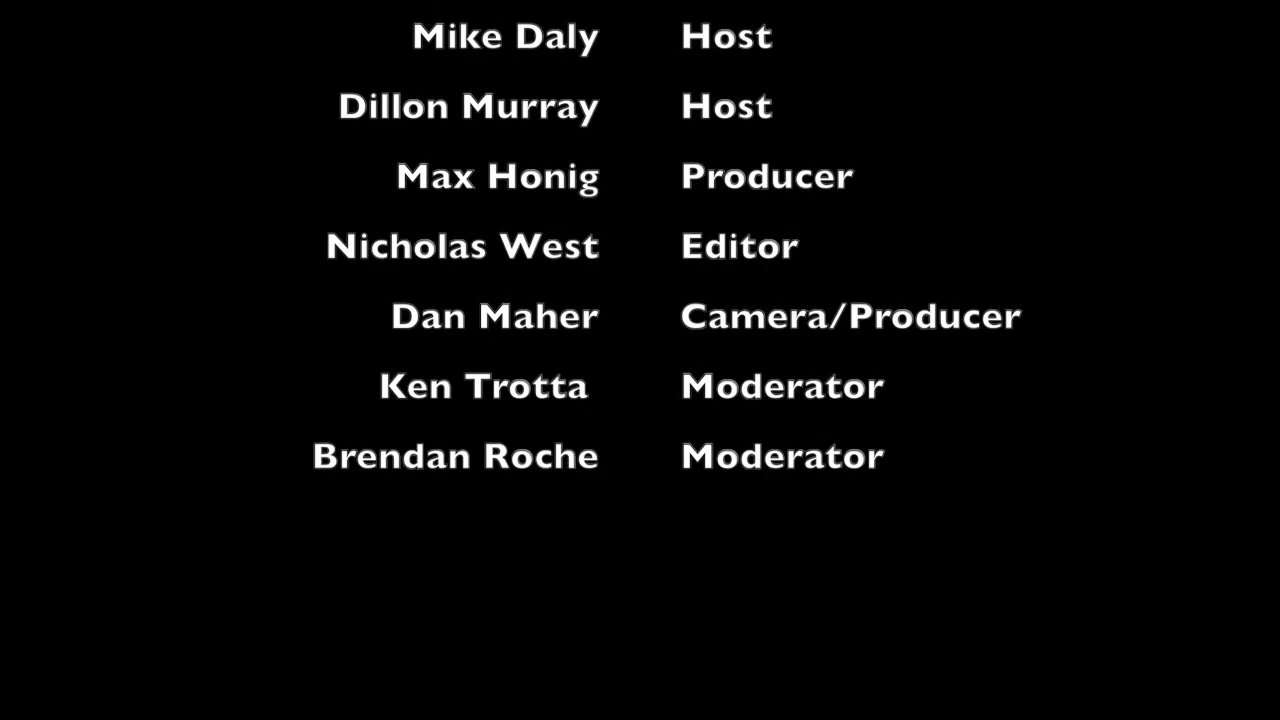 Mike Daly Host
Dillon Murray Host
Max Honig Producer
Nicholas West Editor
Dan Maher Camera/Producer
Ken Trotta Moderator
Brendan Roche Moderator